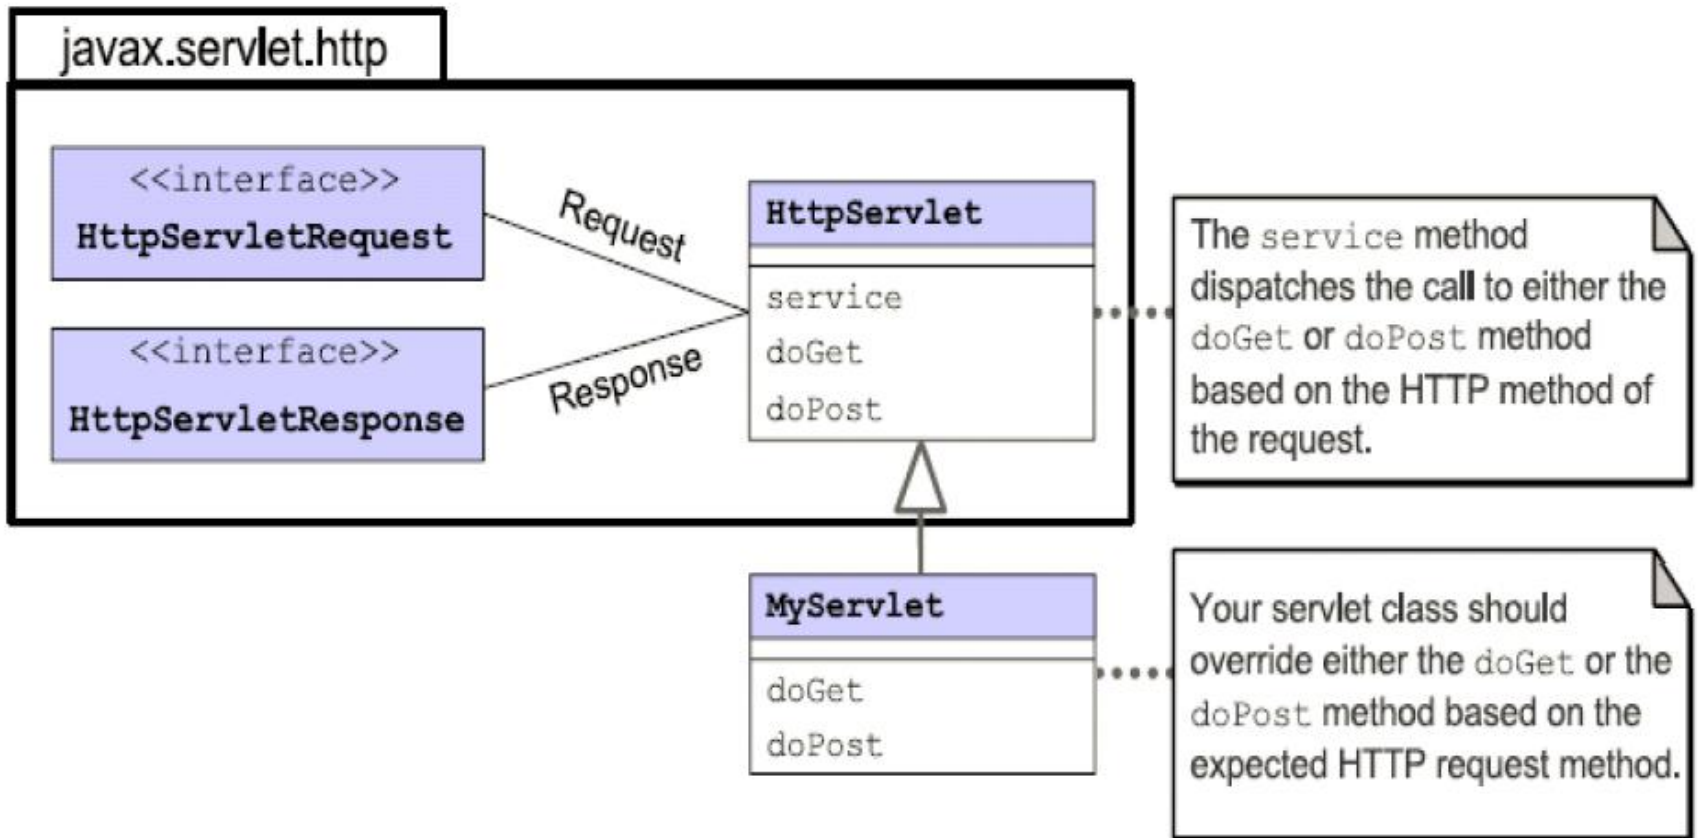 javax.servlet.http
<<interface>>
HttpServletRequest
<<interface>>
HttpServletResponse
Request
Response
HttpServlet
service
doGet
doPost
The service method
dispatches the call to either the
doGet or doPost method
based on the HTTP method of
the request.
MyServlet
doGet
doPost
Your servlet class should
override either the doGet or the
doPost method based on the
expected HTTP request method.